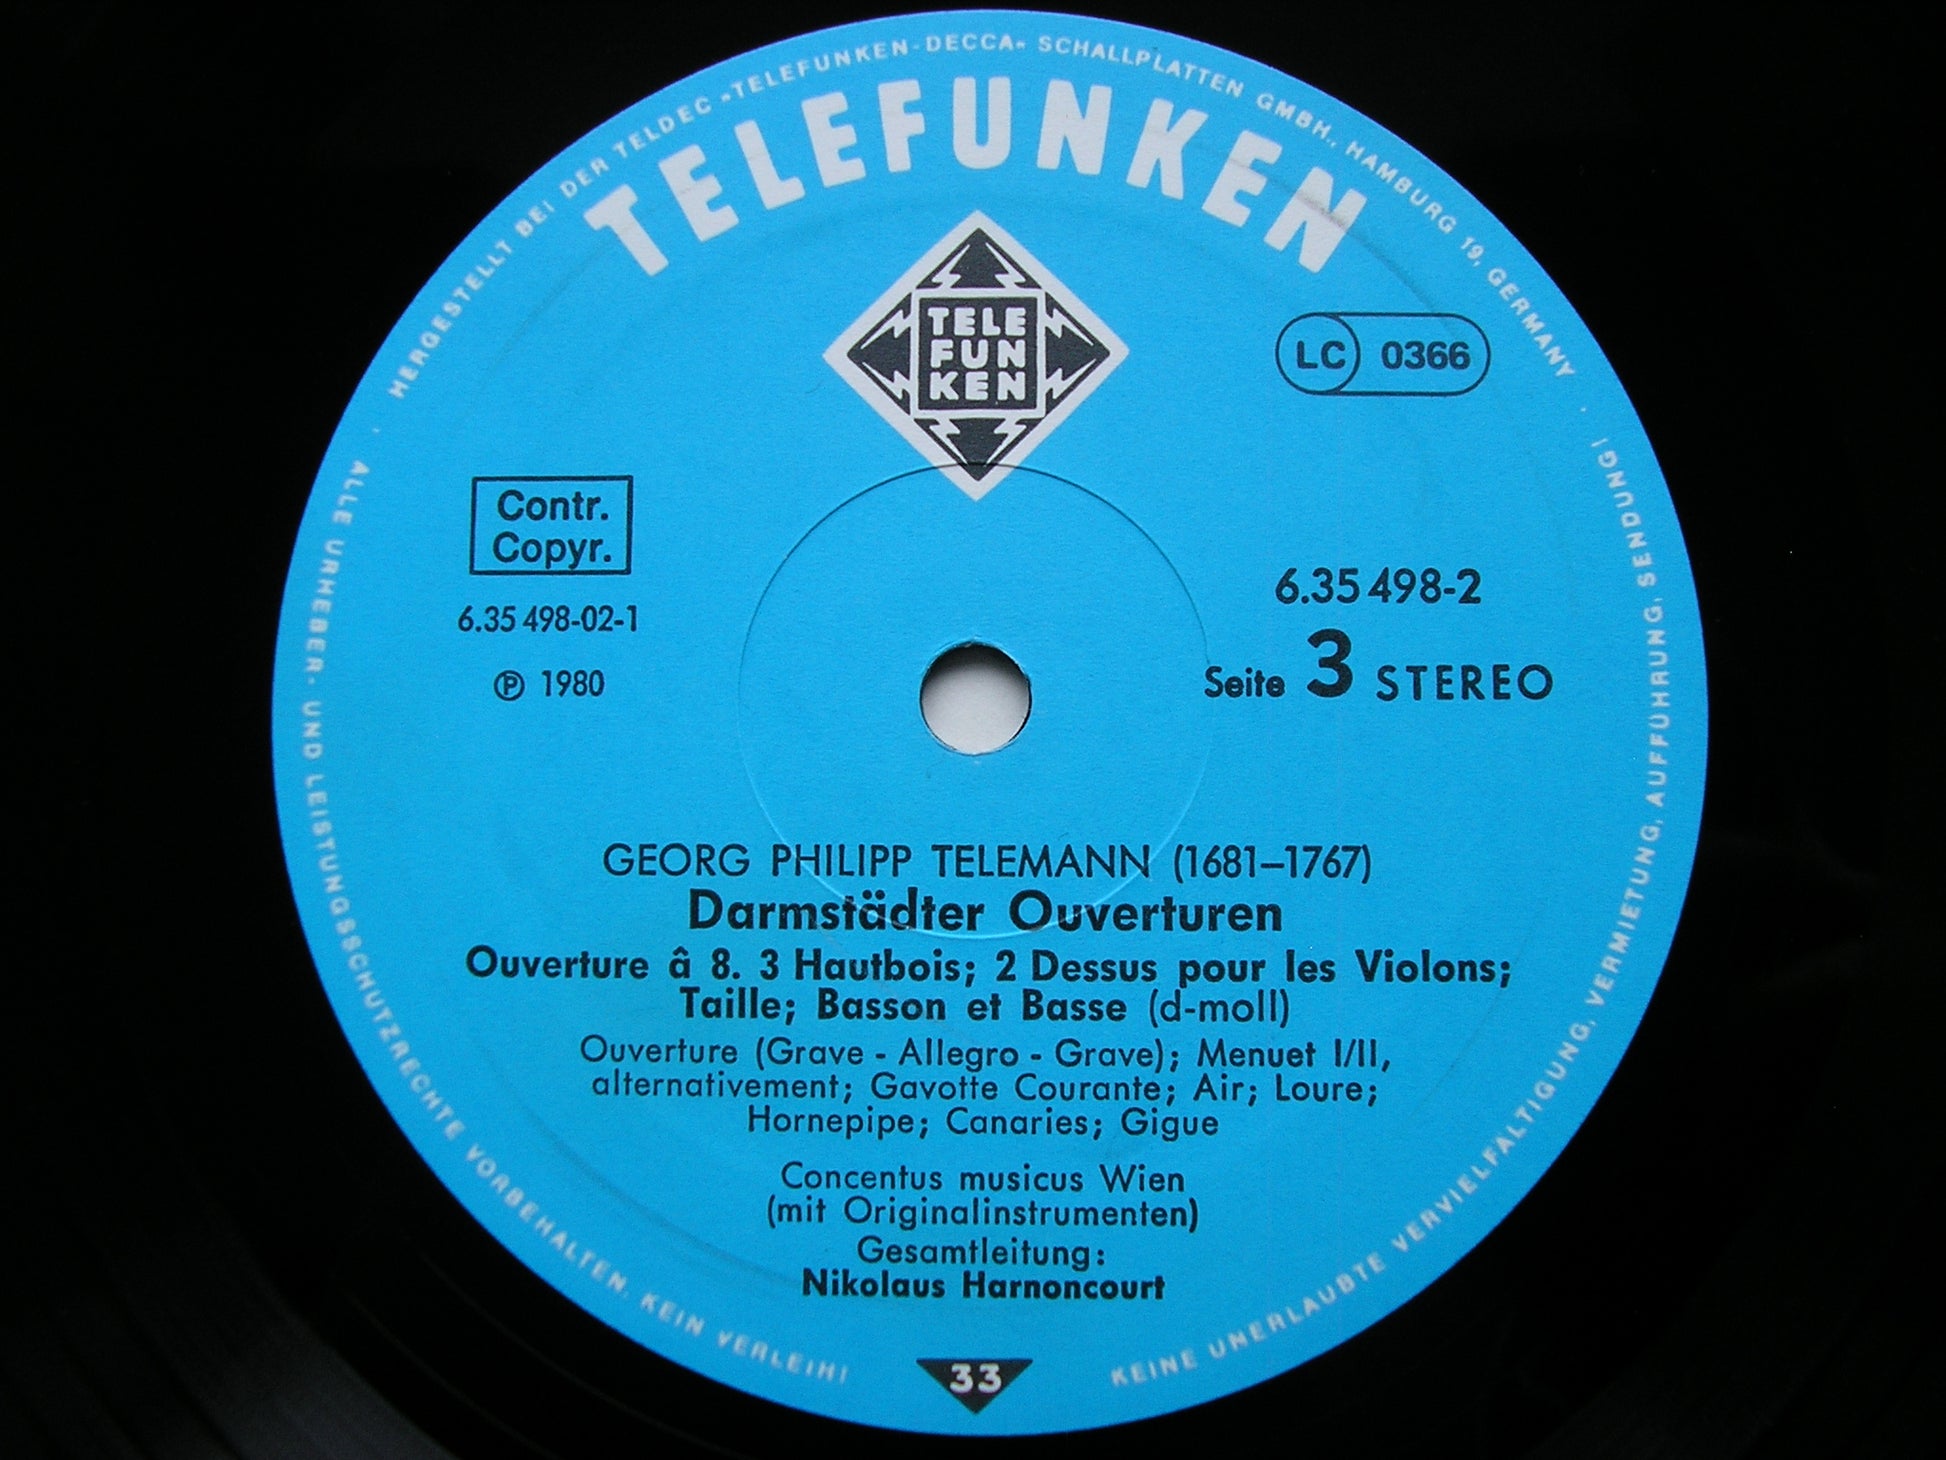 HERGESTELLT BEI DER TELDEC »TELEFUNKEN-DECCA« SCHALLPLATTEN GMBH., HAMBURG 19, GERMANY
TELEFUNKEN
TELE
FUN
KEN
LC 0366
Contr.
Copyr.
6.35 498-02-1
℗ 1980
6.35 498-2
Seite 3 STEREO
GEORG PHILIPP TELEMANN (1681–1767)
Darmstädter Ouverturen
Ouverture â 8. 3 Hautbois; 2 Dessus pour les Violons;
Taille; Basson et Basse (d-moll)
Ouverture (Grave - Allegro - Grave); Menuet I/II,
alternativement; Gavotte Courante; Air; Loure;
Hornepipe; Canaries; Gigue
Concentus musicus Wien
(mit Originalinstrumenten)
Gesamtleitung:
Nikolaus Harnoncourt
33
ALLE URHEBER- UND LEISTUNGSSCHUTZRECHTE VORBEHALTEN. KEIN VERLEIH!
KEINE UNERLAUBTE VERVIELFÄLTIGUNG, VERMIETUNG, AUFFÜHRUNG, SENDUNG!